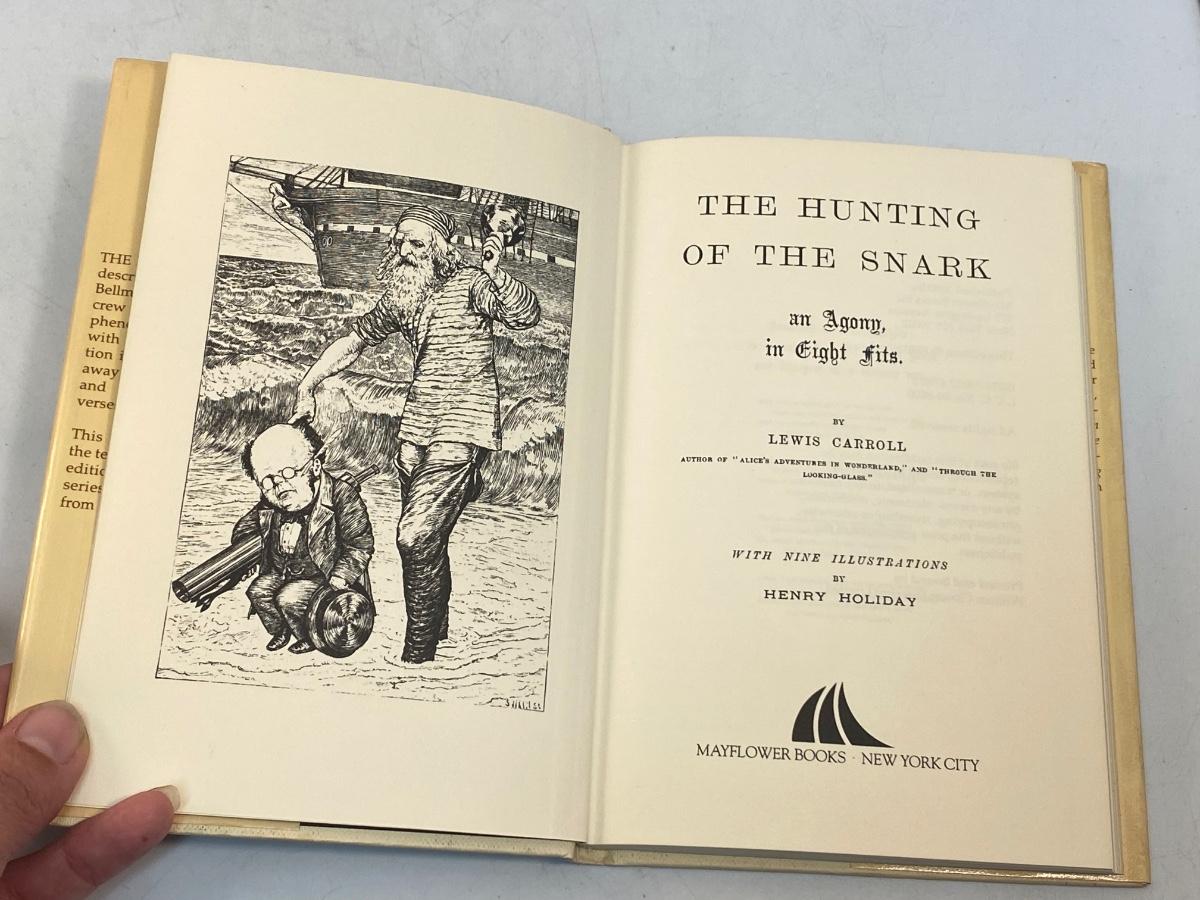 THE
descr
Bellm
crew
phen
with
tion
away
and
verse
This
the te
editio
series
from
THE HUNTING
OF THE SNARK
an Agony,
in Eight Fits.
BY
LEWIS CARROLL
AUTHOR OF "ALICE'S ADVENTURES IN WONDERLAND," AND "THROUGH THE
LOOKING-GLASS."
WITH NINE ILLUSTRATIONS
BY
HENRY HOLIDAY
MAYFLOWER BOOKS · NEW YORK CITY